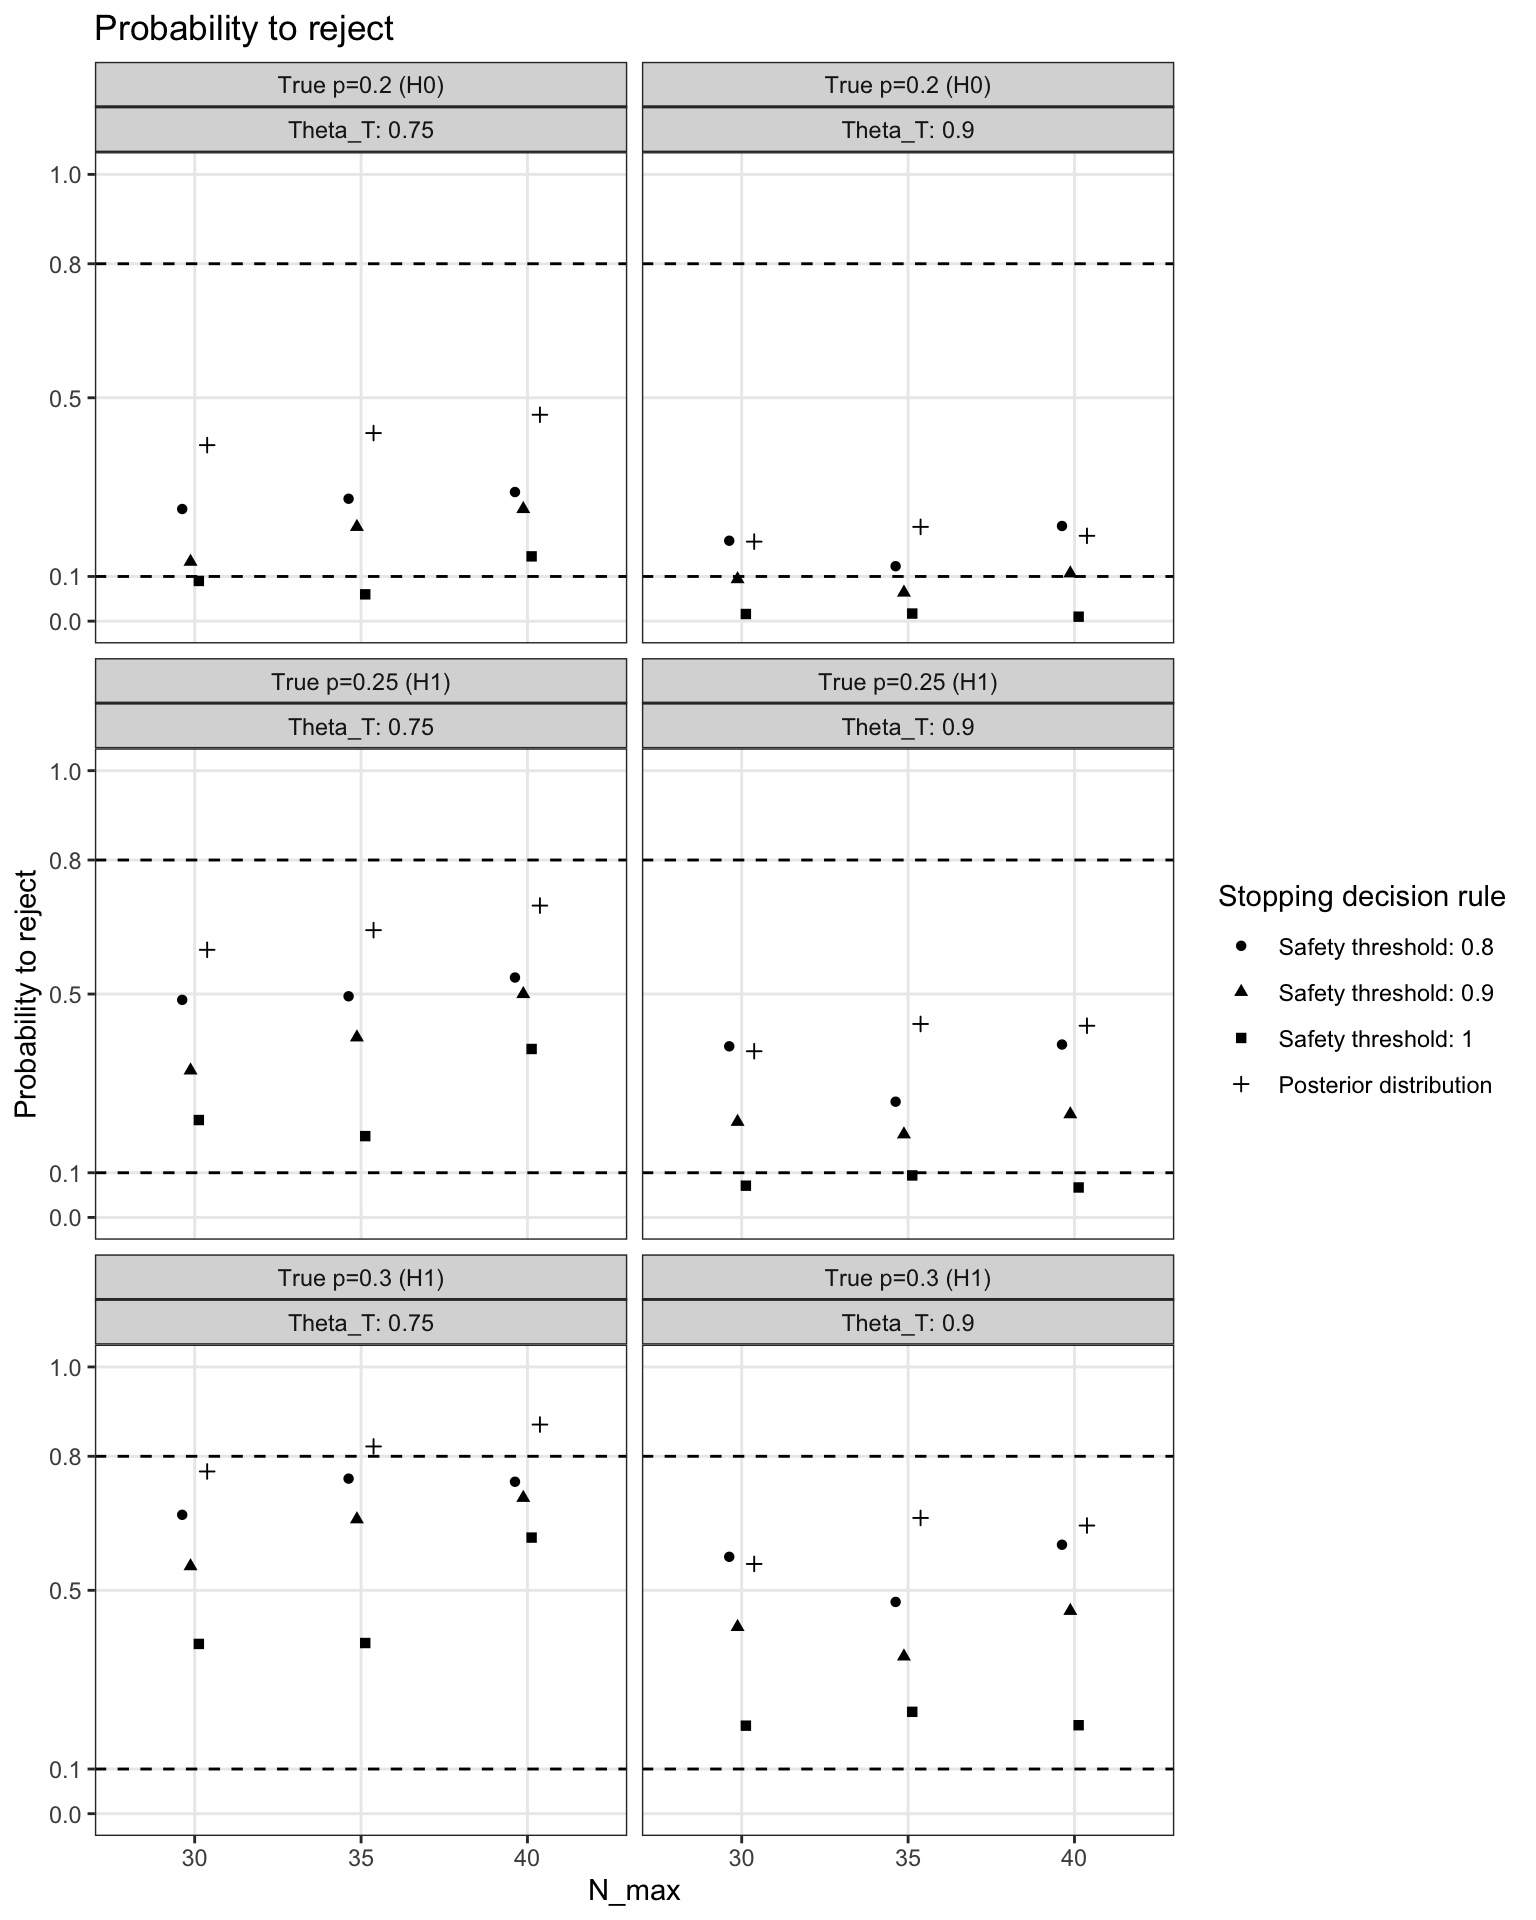 Probability to reject
True p=0.2 (H0)
True p=0.2 (H0)
Theta_T: 0.75
Theta_T: 0.9
1.0
0.8
0.5
0.1
0.0
True p=0.25 (H1)
True p=0.25 (H1)
Theta_T: 0.75
Theta_T: 0.9
1.0
0.8
0.5
0.1
0.0
True p=0.3 (H1)
True p=0.3 (H1)
Theta_T: 0.75
Theta_T: 0.9
1.0
0.8
0.5
0.1
0.0
30 35 40
30 35 40
N_max
Probability to reject
Stopping decision rule
Safety threshold: 0.8
Safety threshold: 0.9
Safety threshold: 1
Posterior distribution